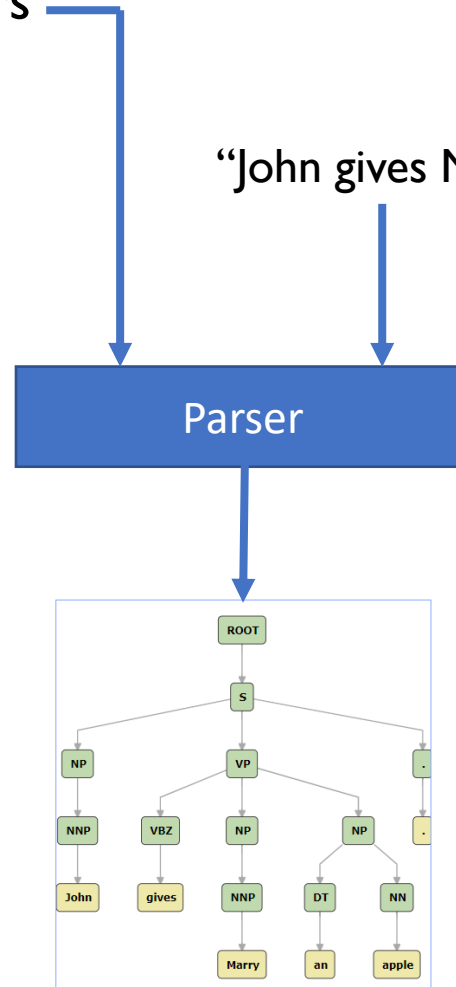 s
“John gives
Parser
ROOT
S
NP VP .
NNP VBZ NP NP .
John gives NNP DT NN
Marry an apple